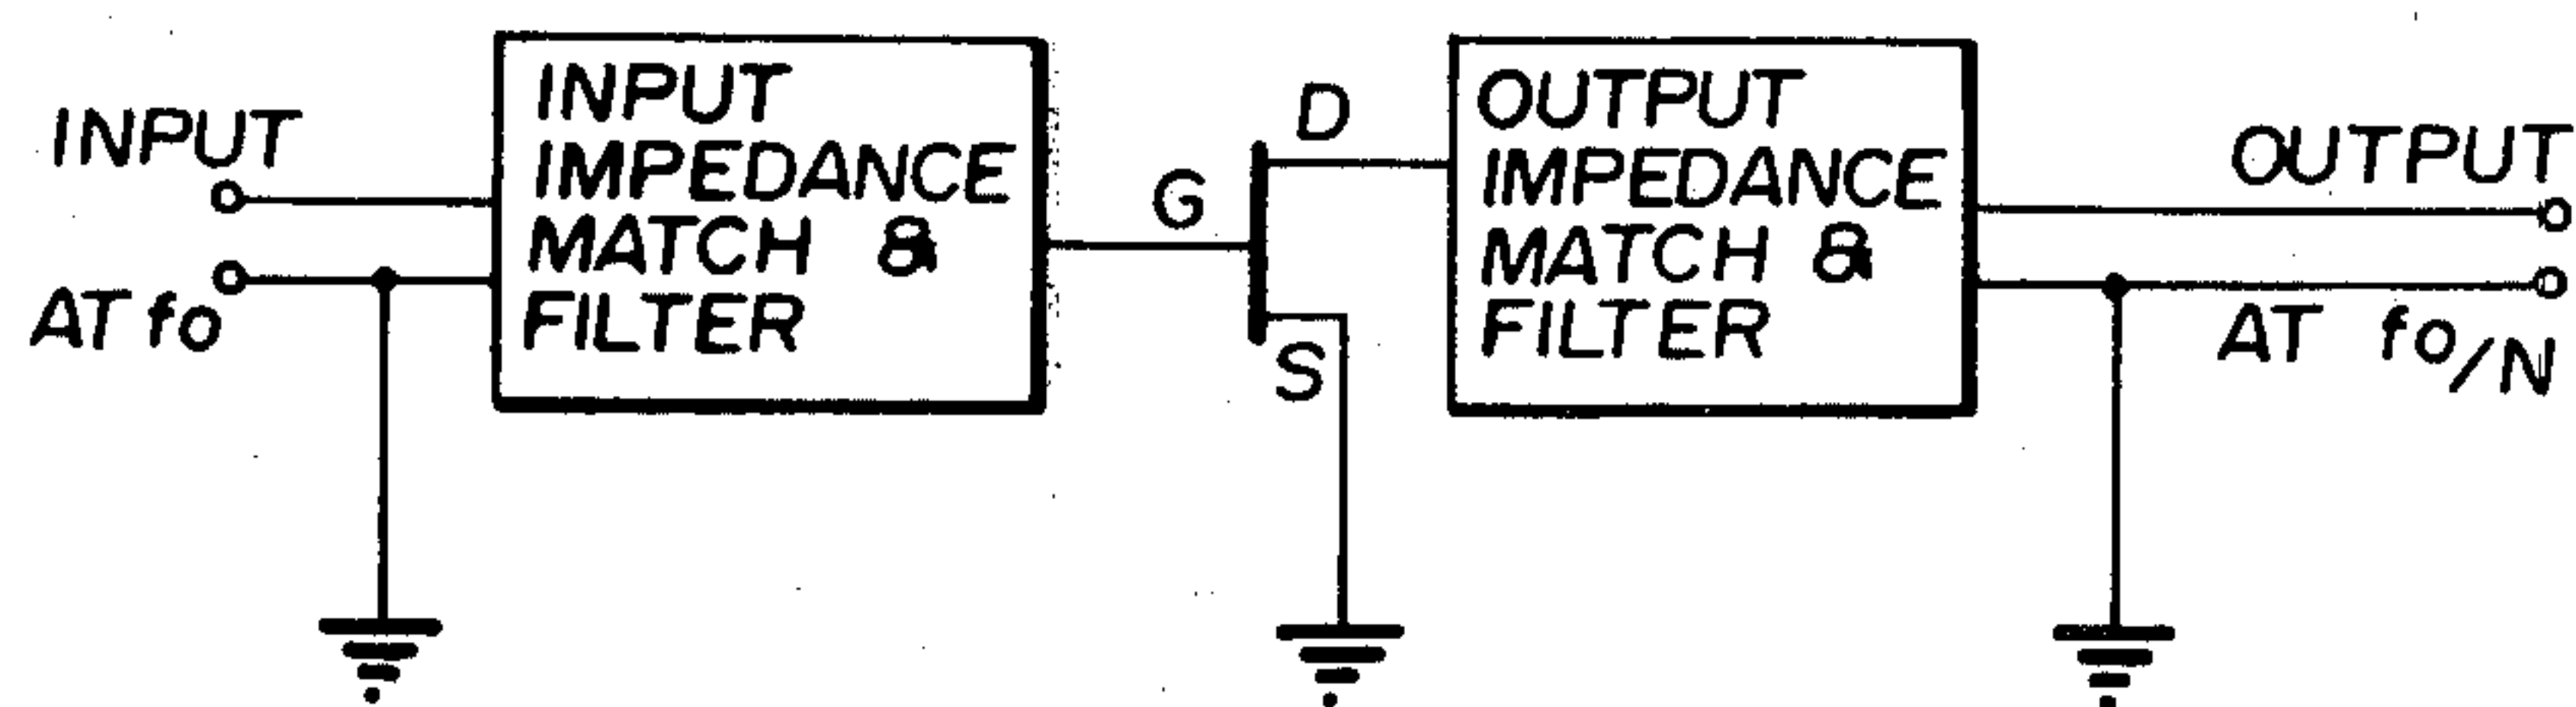 INPUT
AT fo
INPUT
IMPEDANCE
MATCH &
FILTER
G
D
S
OUTPUT
IMPEDANCE
MATCH &
FILTER
OUTPUT
AT fo/N